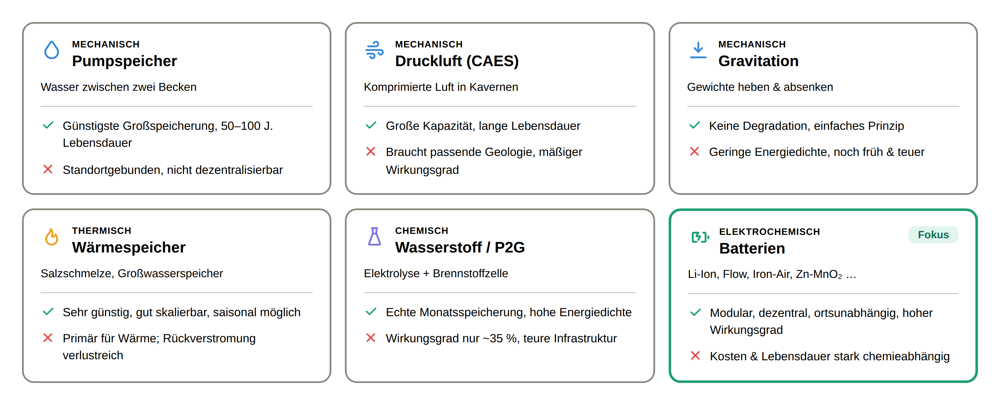 MECHANISCH
Pumpspeicher
Wasser zwischen zwei Becken
Günstigste Großspeicherung, 50–100 J.
Lebensdauer
Standortgebunden, nicht dezentralisierbar
MECHANISCH
Druckluft (CAES)
Komprimierte Luft in Kavernen
Große Kapazität, lange Lebensdauer
Braucht passende Geologie, mäßiger
Wirkungsgrad
MECHANISCH
Gravitation
Gewichte heben & absenken
Keine Degradation, einfaches Prinzip
Geringe Energiedichte, noch früh & teuer
THERMISCH
Wärmespeicher
Salzschmelze, Großwasserspeicher
Sehr günstig, gut skalierbar, saisonal möglich
Primär für Wärme; Rückverstromung
verlustreich
CHEMISCH
Wasserstoff / P2G
Elektrolyse + Brennstoffzelle
Echte Monatsspeicherung, hohe Energiedichte
Wirkungsgrad nur ~35 %, teure Infrastruktur
ELEKTROCHEMISCH
Fokus
Batterien
Li-Ion, Flow, Iron-Air, Zn-MnO₂ …
Modular, dezentral, ortsunabhängig, hoher
Wirkungsgrad
Kosten & Lebensdauer stark chemieabhängig